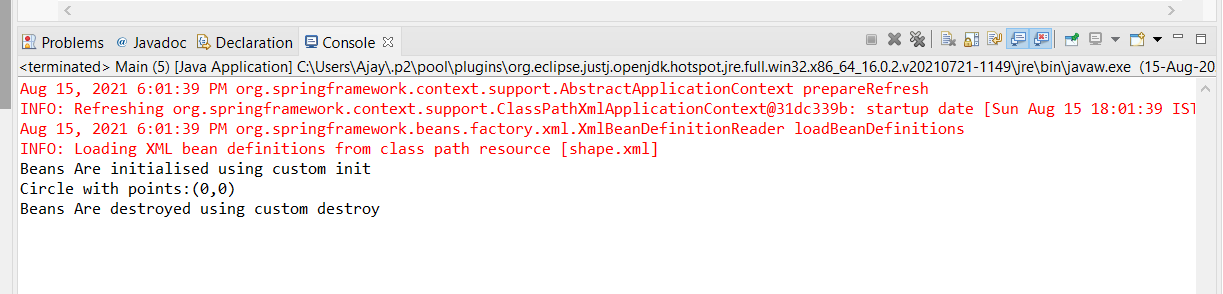 Problems @ Javadoc Declaration Console
<terminated> Main (5) [Java Application] C:\Users\Ajay\.p2\pool\plugins\org.eclipse.justj.openjdk.hotspot.jre.full.win32.x86_64_16.0.2.v20210721-1149\jre\bin\javaw.exe (15-Aug-20
Aug 15, 2021 6:01:39 PM org.springframework.context.support.AbstractApplicationContext prepareRefresh
INFO: Refreshing org.springframework.context.support.ClassPathXmlApplicationContext@31dc339b: startup date [Sun Aug 15 18:01:39 IST
Aug 15, 2021 6:01:39 PM org.springframework.beans.factory.xml.XmlBeanDefinitionReader loadBeanDefinitions
INFO: Loading XML bean definitions from class path resource [shape.xml]
Beans Are initialised using custom init
Circle with points:(0,0)
Beans Are destroyed using custom destroy